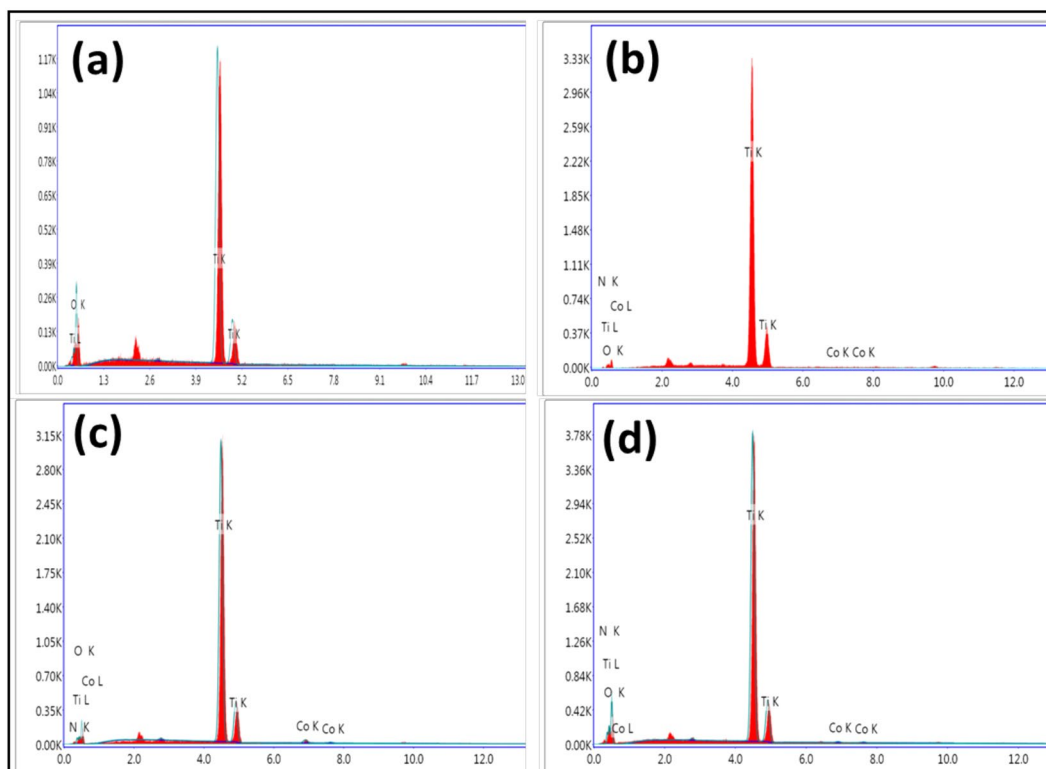 (a)
1.17K
1.04K
0.91K
0.78K
0.65K
0.52K
0.39K
0.26K
0.13K
0.00K
Ti K
O K
Ti K
Ti L
0.0 1.3 2.6 3.9 5.2 6.5 7.8 9.1 10.4 11.7 13.0
(b)
3.33K
2.96K
2.59K
2.22K
1.85K
1.48K
1.11K
0.74K
0.37K
0.00K
Ti K
N K
Co L
Ti L
Ti K
O K
Co K Co K
0.0 2.0 4.0 6.0 8.0 10.0 12.0
(c)
3.15K
2.80K
2.45K
2.10K
1.75K
1.40K
1.05K
0.70K
0.35K
0.00K
Ti K
O K
Co L
Ti L
Ti K
N K
Co K Co K
0.0 2.0 4.0 6.0 8.0 10.0 12.0
(d)
3.78K
3.36K
2.94K
2.52K
2.10K
1.68K
1.26K
0.84K
0.42K
0.00K
Ti K
N K
Ti L
O K
Ti K
Co L
Co K Co K
0.0 2.0 4.0 6.0 8.0 10.0 12.0